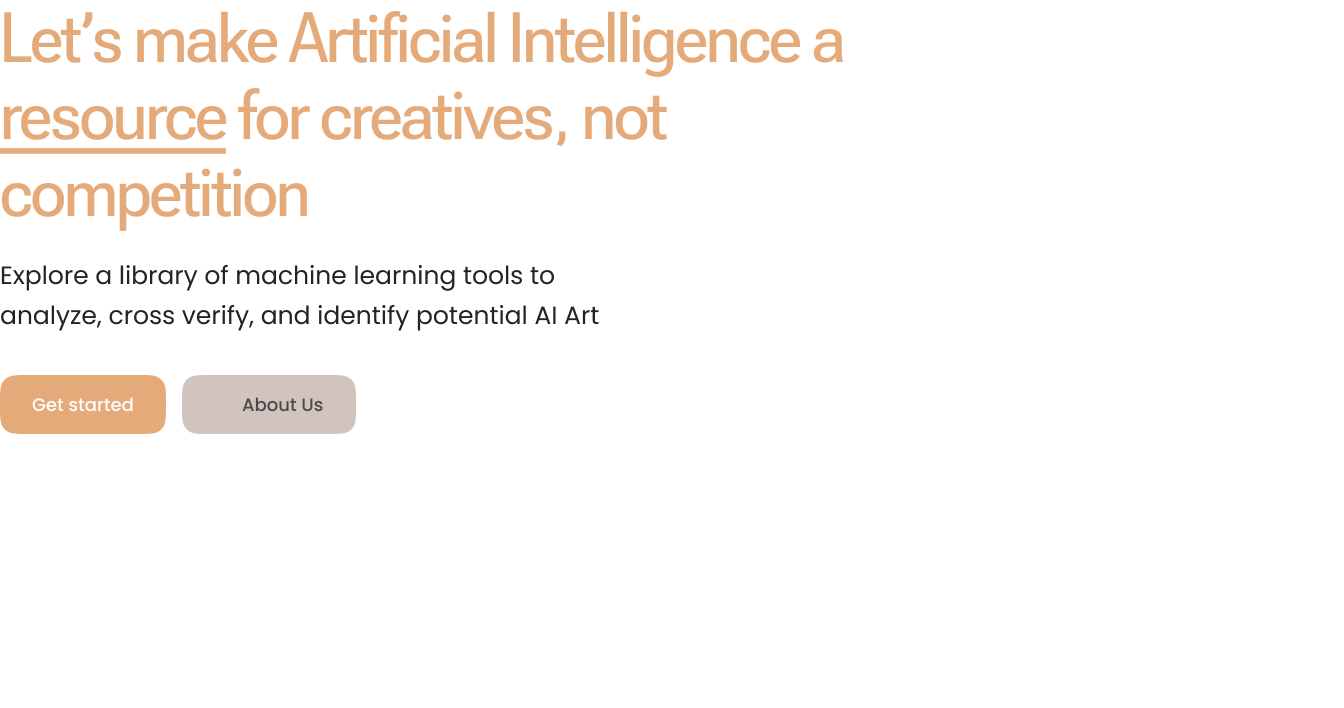 Let’s make Artificial Intelligence a
resource for creatives, not
competition
Explore a library of machine learning tools to
analyze, cross verify, and identify potential AI Art
Get started
About Us